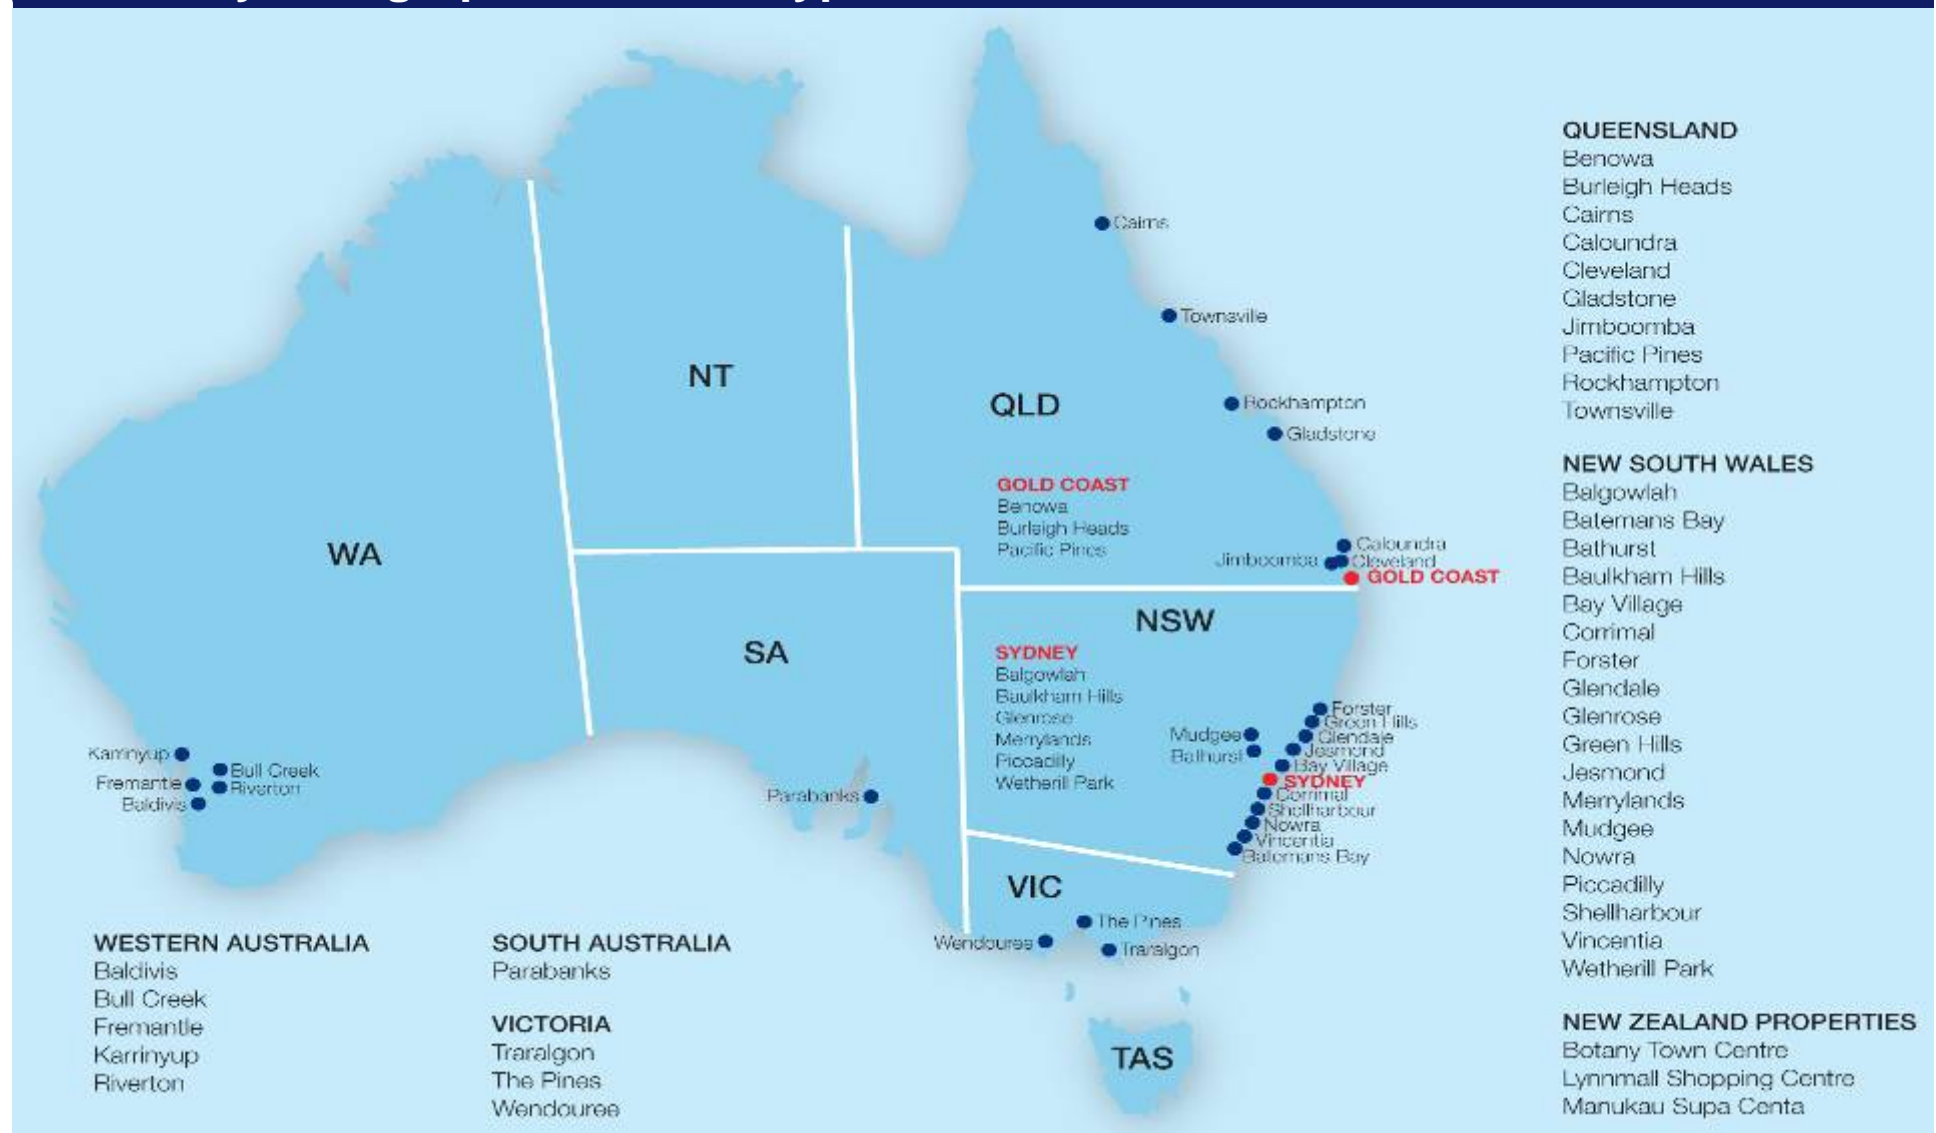 NT
QLD
WA
SA
NSW
VIC
TAS
Cairns
Townsville
Rockhampton
Gladstone
GOLD COAST
Benowa
Burleigh Heads
Pacific Pines
Caloundra
Jimboomba
Cleveland
GOLD COAST
SYDNEY
Balgowlah
Baulkham Hills
Glenrose
Merrylands
Piccadilly
Wetherill Park
Forster
Green Hills
Mudgee
Glendale
Jesmond
Bathurst
Bay Village
SYDNEY
Corrimal
Shellharbour
Nowra
Vincentia
Batemans Bay
Karrinyup
Bull Creek
Fremantle
Riverton
Baldivis
Parabanks
The Pines
Wendouree
Traralgon
WESTERN AUSTRALIA
Baldivis
Bull Creek
Fremantle
Karrinyup
Riverton
SOUTH AUSTRALIA
Parabanks
VICTORIA
Traralgon
The Pines
Wendouree
QUEENSLAND
Benowa
Burleigh Heads
Cairns
Caloundra
Cleveland
Gladstone
Jimboomba
Pacific Pines
Rockhampton
Townsville
NEW SOUTH WALES
Balgowlah
Batemans Bay
Bathurst
Baulkham Hills
Bay Village
Corrimal
Forster
Glendale
Glenrose
Green Hills
Jesmond
Merrylands
Mudgee
Nowra
Piccadilly
Shellharbour
Vincentia
Wetherill Park
NEW ZEALAND PROPERTIES
Botany Town Centre
Lynnmall Shopping Centre
Manukau Supa Centa